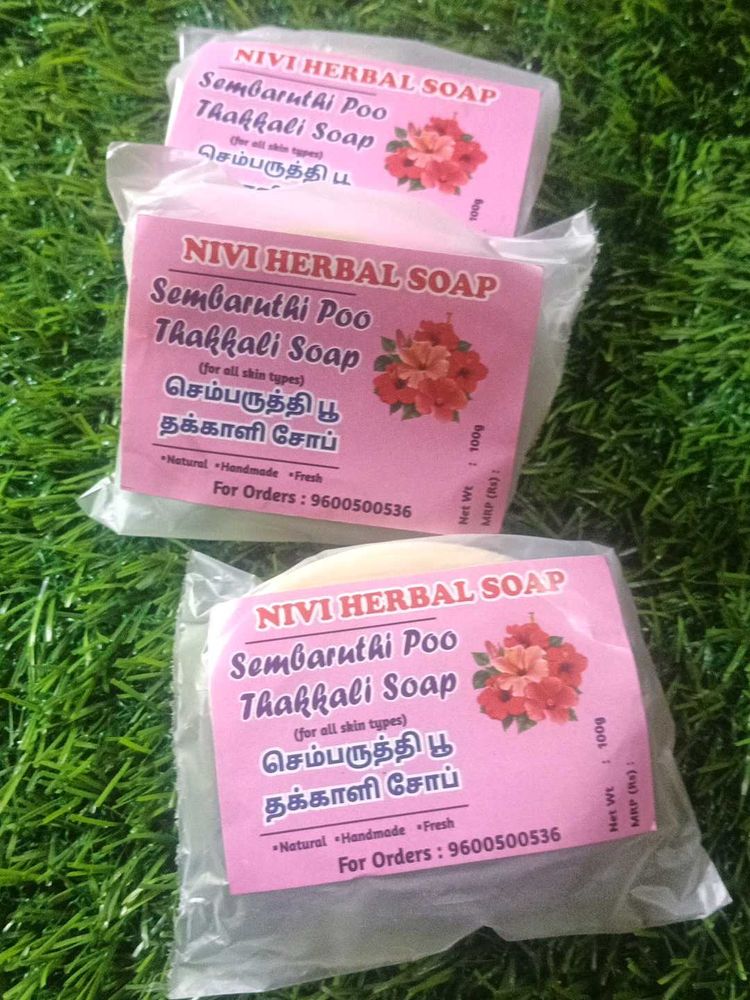 NIVI HERBAL SOAP
Sembaruthi Poo
Thakkali Soap
(for all skin types)
செம்பருத்தி பூ
100g
NIVI HERBAL SOAP
Sembaruthi Poo
Thakkali Soap
(for all skin types)
செம்பருத்தி பூ
தக்காளி சோப்
•Natural •Handmade •Fresh
For Orders : 9600500536
Net Wt : 100g
MRP (Rs) :
NIVI HERBAL SOAP
Sembaruthi Poo
Thakkali Soap
(for all skin types)
செம்பருத்தி பூ
தக்காளி சோப்
•Natural •Handmade •Fresh
For Orders : 9600500536
Net Wt : 100g
MRP (Rs) :